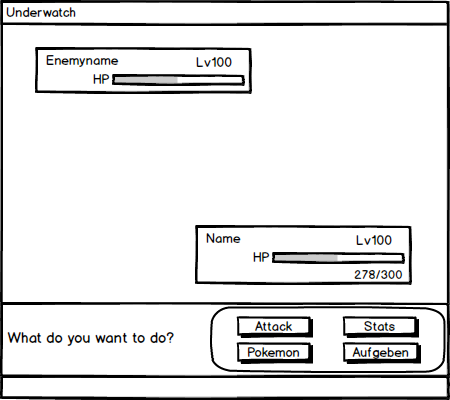 Underwatch
Enemyname Lv100
HP
Name Lv100
HP
278/300
What do you want to do?
Attack Stats
Pokemon Aufgeben